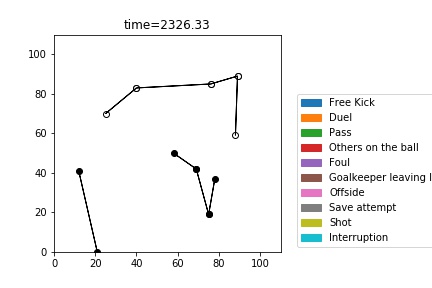 time=2326.33
100
80
60
40
20
0
0 20 40 60 80 100
Free Kick
Duel
Pass
Others on the ball
Foul
Goalkeeper leaving l
Offside
Save attempt
Shot
Interruption